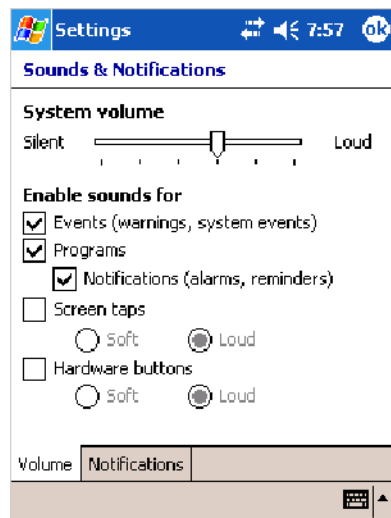 Settings 7:57 ok
Sounds & Notifications
System volume
Silent Loud
Enable sounds for
Events (warnings, system events)
Programs
Notifications (alarms, reminders)
Screen taps
Soft Loud
Hardware buttons
Soft Loud
Volume Notifications